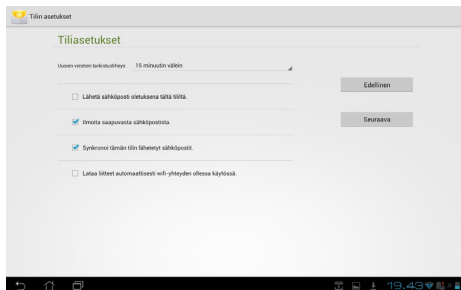 Tilin asetukset
Tiliasetukset
Uusien viestien tarkistustiheys 15 minuutin välein
Edellinen
Lähetä sähköposti oletuksena tältä tililtä.
Ilmoita saapuvasta sähköpostista.
Seuraava
Synkronoi tämän tilin lähetetyt sähköpostit.
Lataa liitteet automaattisesti wifi-yhteyden ollessa käytössä.
19.43